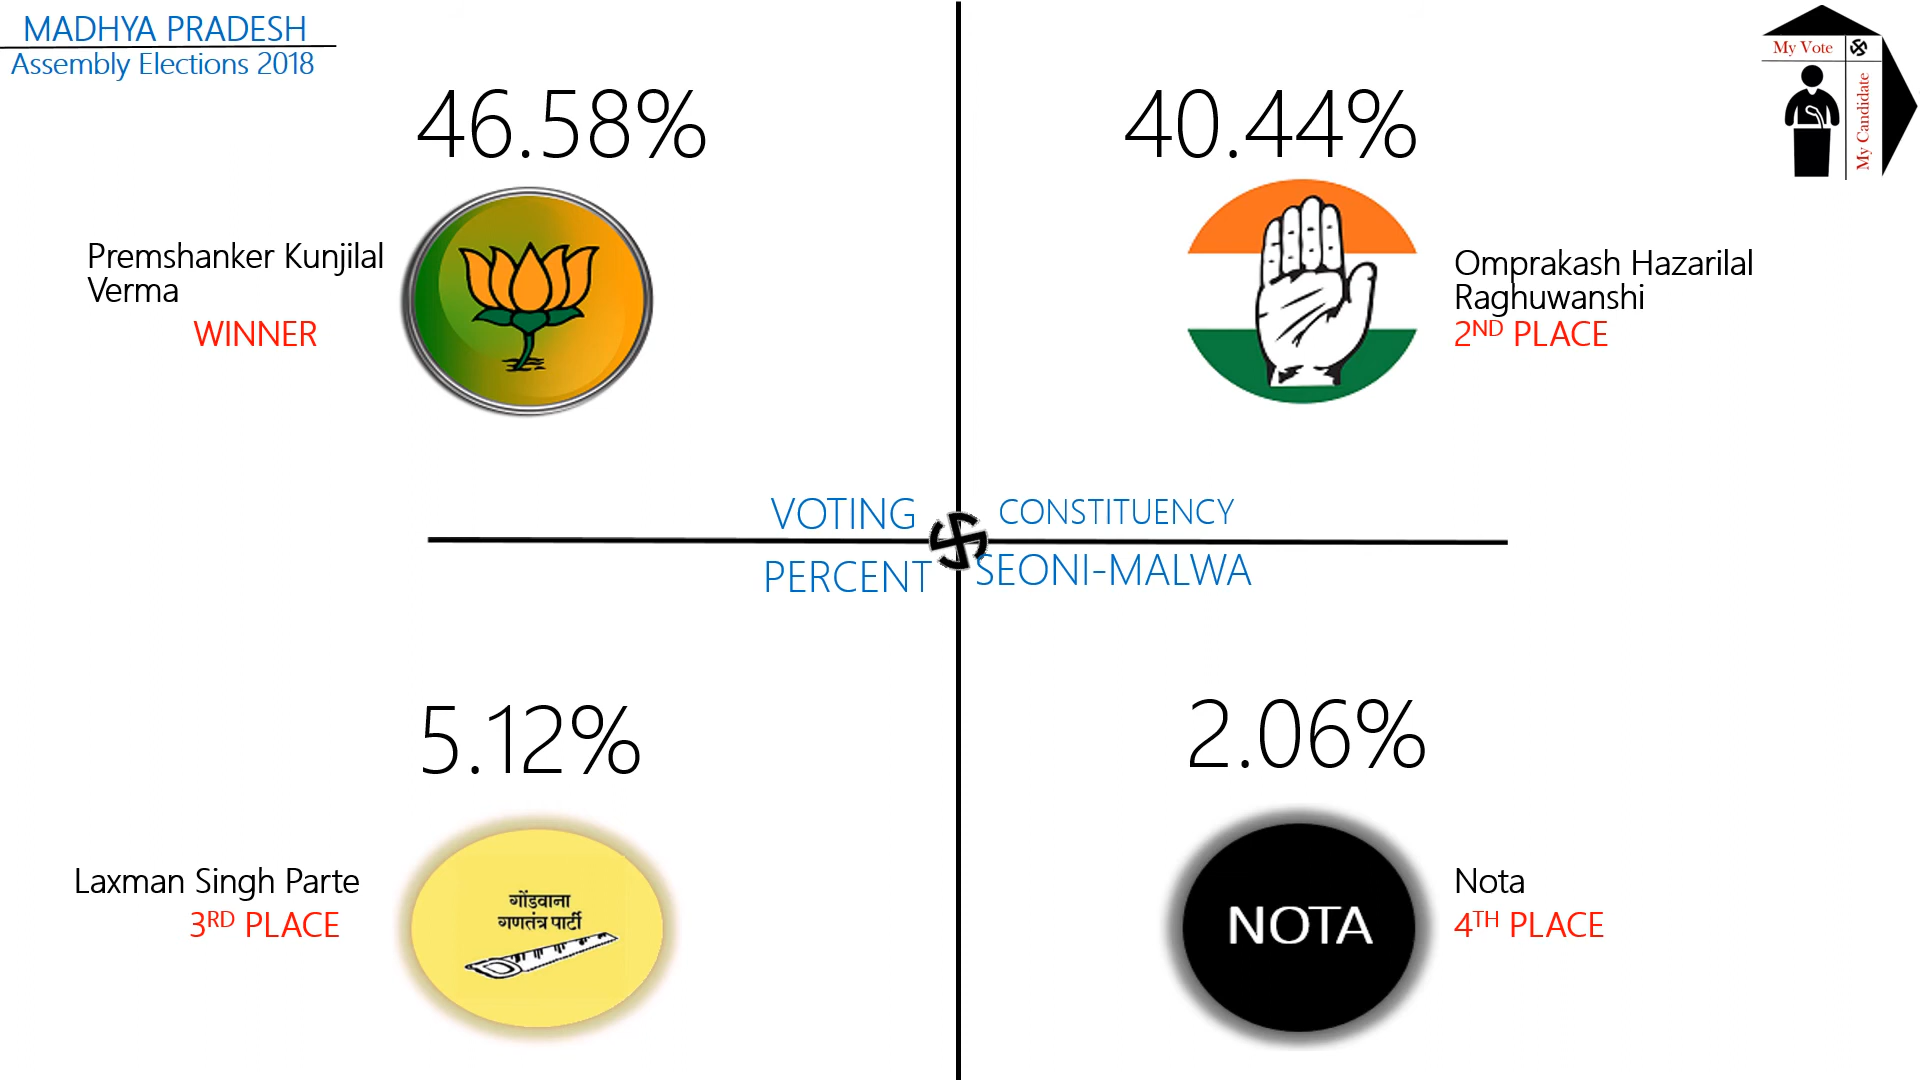 MADHYA PRADESH
Assembly Elections 2018
My Vote
My Candidate
46.58%
Premshanker Kunjilal
Verma
WINNER
40.44%
Omprakash Hazarilal
Raghuwanshi
2ND PLACE
VOTING
PERCENT
CONSTITUENCY
SEONI-MALWA
5.12%
Laxman Singh Parte
3RD PLACE
गोंडवाना
गणतंत्र पार्टी
2.06%
NOTA
Nota
4TH PLACE